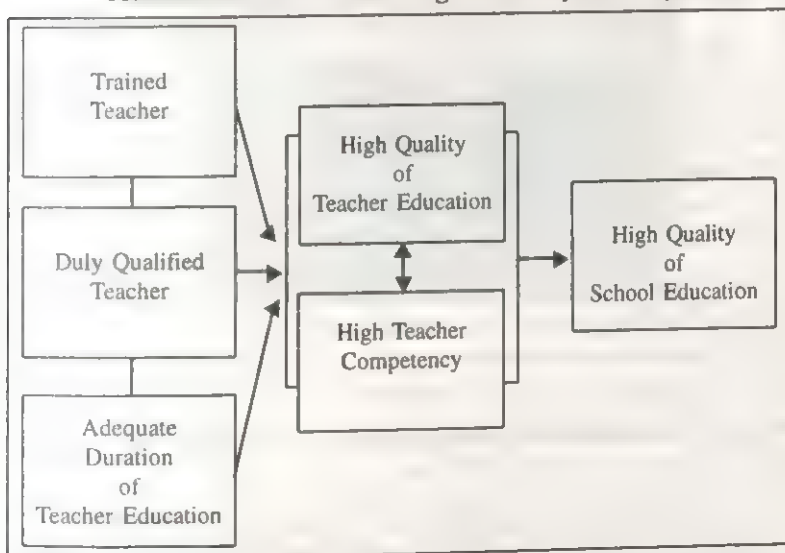 Trained
Teacher
Duly Qualified
Teacher
Adequate
Duration
of
Teacher Education
High Quality
of
Teacher Education
High Teacher
Competency
High Quality
of
School Education